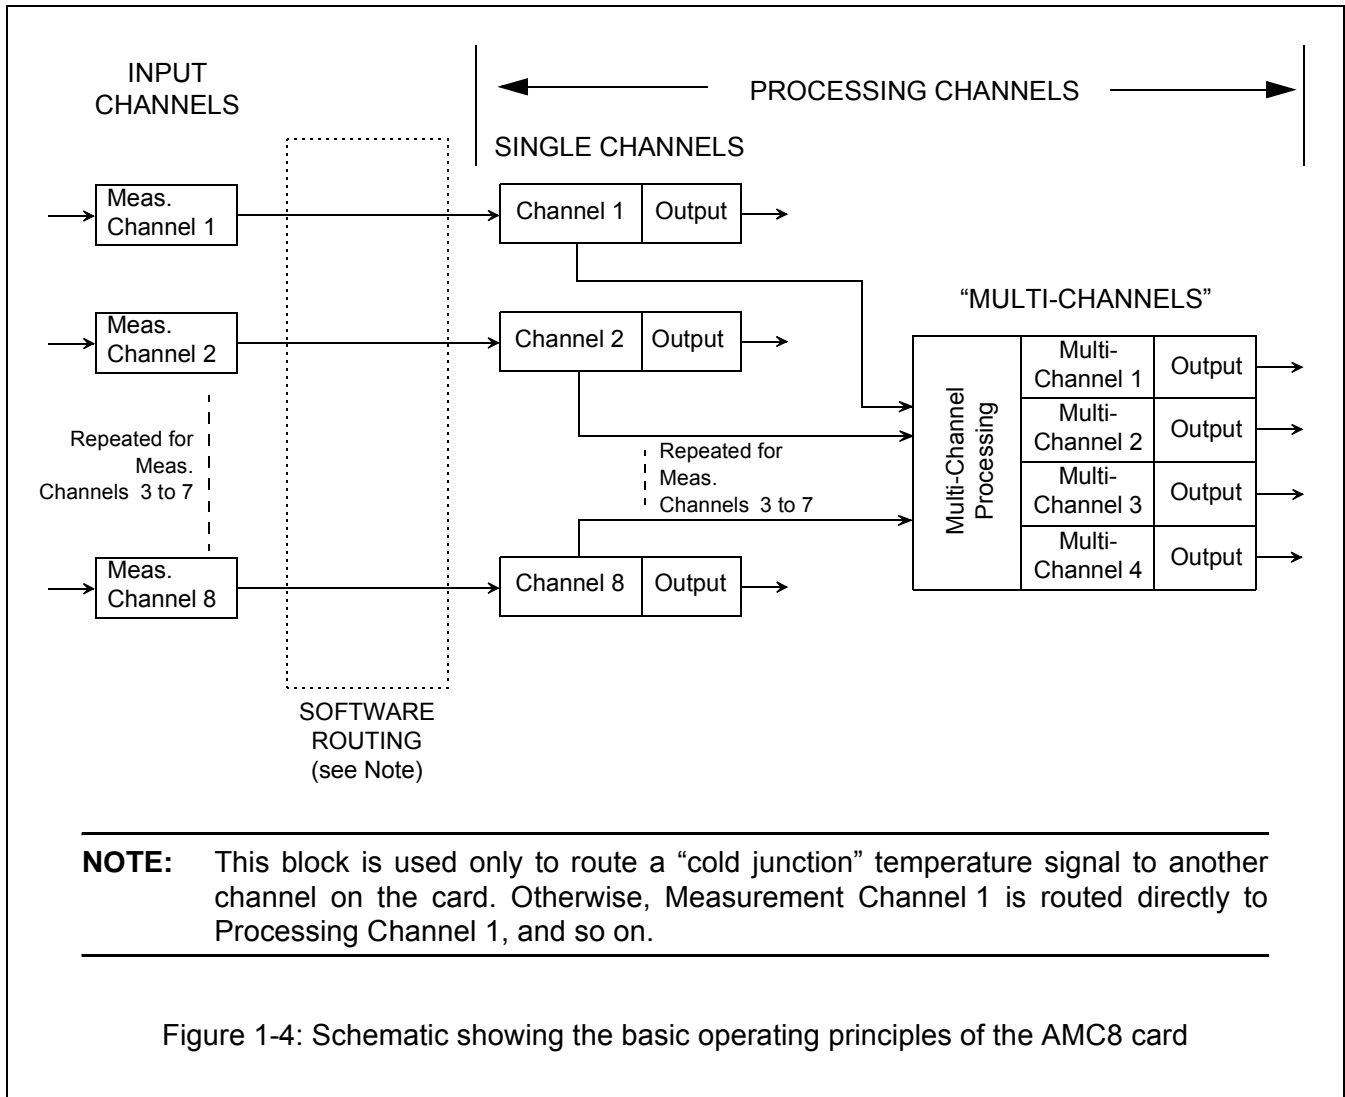 INPUT
CHANNELS
PROCESSING CHANNELS
SINGLE CHANNELS
Meas.
Channel 1
Channel 1
Output
Meas.
Channel 2
Channel 2
Output
"MULTI-CHANNELS"
Multi-Channel
Processing
Multi-
Channel 1
Output
Multi-
Channel 2
Output
Multi-
Channel 3
Output
Multi-
Channel 4
Output
Repeated for
Meas.
Channels 3 to 7
Repeated for
Meas.
Channels 3 to 7
Meas.
Channel 8
Channel 8
Output
SOFTWARE
ROUTING
(see Note)
NOTE: This block is used only to route a “cold junction” temperature signal to another
channel on the card. Otherwise, Measurement Channel 1 is routed directly to
Processing Channel 1, and so on.
Figure 1-4: Schematic showing the basic operating principles of the AMC8 card